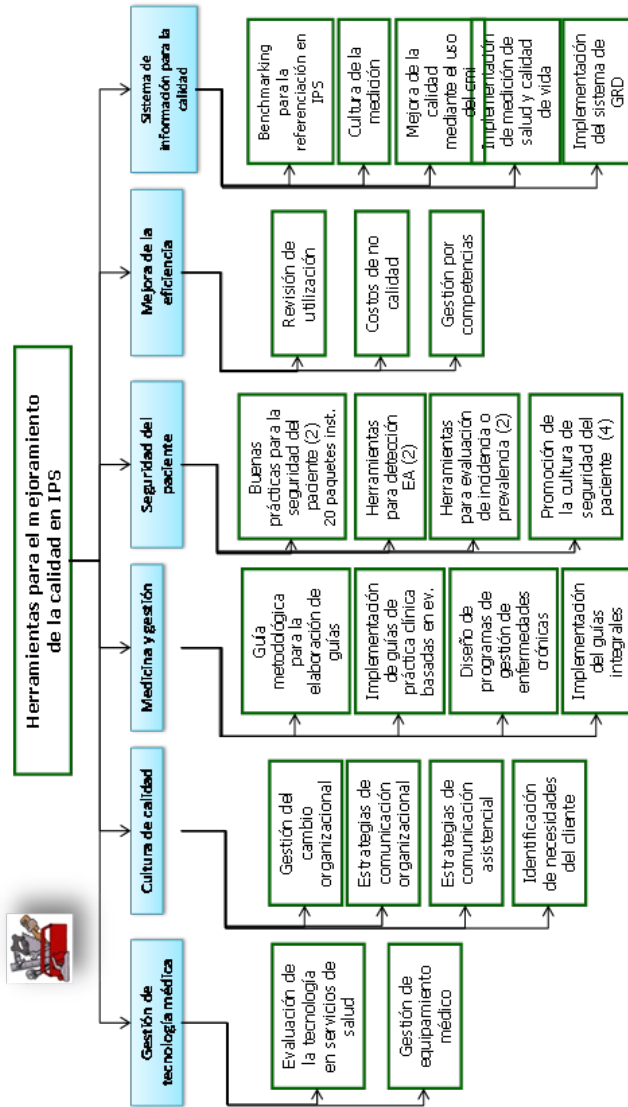 Herramientas para el mejoramiento
de la calidad en IPS
Gestión de
tecnología médica
Evaluación de
la tecnología
en servicios de
salud
Gestión de
equipamiento
médico
Cultura de calidad
Gestión del
cambio
organizacional
Estrategias de
comunicación
organizacional
Estrategias de
comunicación
asistencial
Identificación
de necesidades
del cliente
Medicina y gestión
Guía
metodológica
para la
elaboración de
guías
Implementación
de guías de
práctica clínica
basadas en ev.
Diseño de
programas de
gestión de
enfermedades
crónicas
Implementación
del guías
integrales
Seguridad del
paciente
Buenas
prácticas para la
seguridad del
paciente (2)
20 paquetes inst.
Herramientas
para detección
EA (2)
Herramientas
para evaluación
de incidencia o
prevalencia (2)
Promoción de
la cultura de
seguridad del
paciente (4)
Mejora de la
eficiencia
Revisión de
utilización
Costos de no
calidad
Gestión por
competencias
Sistema de
información para la
calidad
Benchmarking
para la
referenciación en
IPS
Cultura de la
medición
Mejora de la
calidad
mediante el uso
del cmi
Implementación
de medición de
salud y calidad
de vida
Implementación
del sistema de
GRD